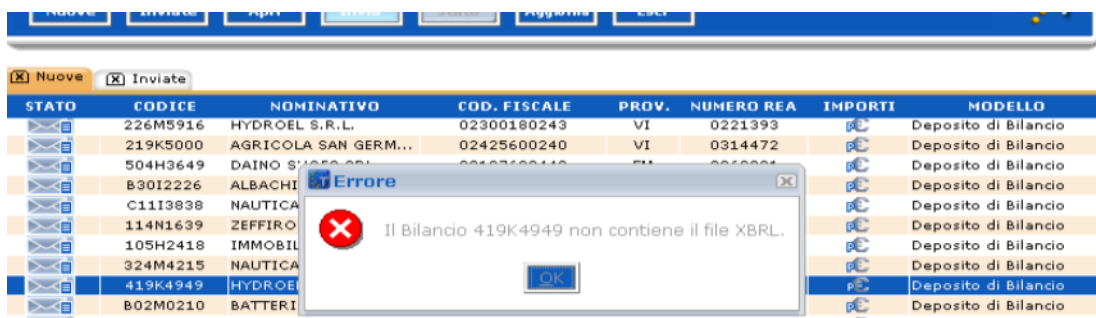 Nuove Inviate Apri Invia Stato Aggiorna Esci
Nuove Inviate
STATO CODICE NOMINATIVO COD. FISCALE PROV. NUMERO REA IMPORTI MODELLO
226M5916 HYDROEL S.R.L. 02300180243 VI 0221393 Deposito di Bilancio
219K5000 AGRICOLA SAN GERM... 02425600240 VI 0314472 Deposito di Bilancio
504H3649 DAINO Deposito di Bilancio
B30I2226 ALBACHI Deposito di Bilancio
C11I3838 NAUTICA Deposito di Bilancio
114N1639 ZEFFIRO Deposito di Bilancio
105H2418 IMMOBIL Deposito di Bilancio
324M4215 NAUTICA Deposito di Bilancio
419K4949 HYDROEL Deposito di Bilancio
B02M0210 BATTERI Deposito di Bilancio
Errore
Il Bilancio 419K4949 non contiene il file XBRL.
OK